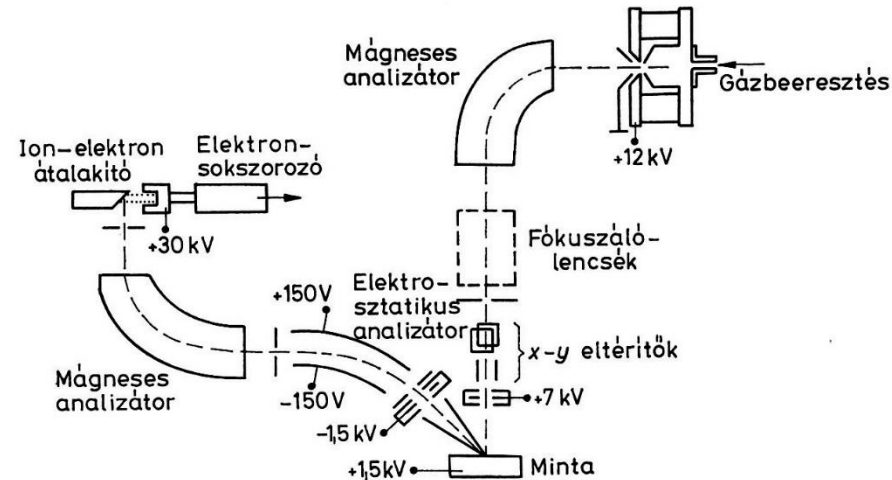 Mágneses
analizátor
Gázbeeresztés
+12 kV
Ion–elektron
átalakító
Elektron-
sokszorozó
+30 kV
Fókuszáló-
lencsék
Elektro-
sztatikus
analizátor
+150V
x-y eltérítők
Mágneses
analizátor
-150V
+7 kV
-1,5 kV
+1,5kV
Minta